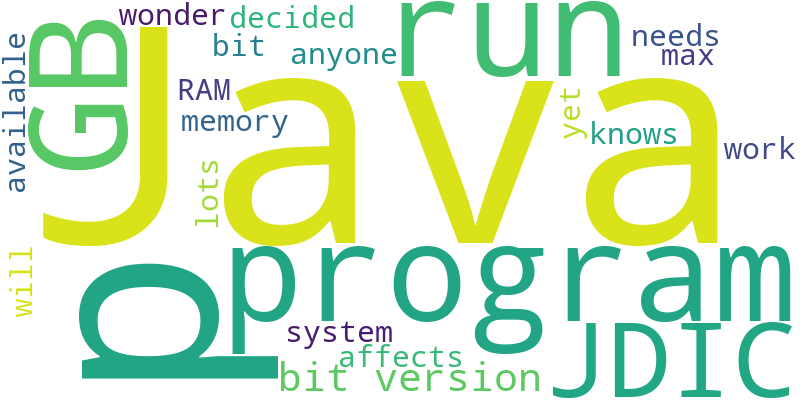 wonder
decided
run
needs
bit
anyone
max
GB
Java
RAM
available
memory
yet
knows
work
lots
will
p
program
system
affects
JDIC
bit version